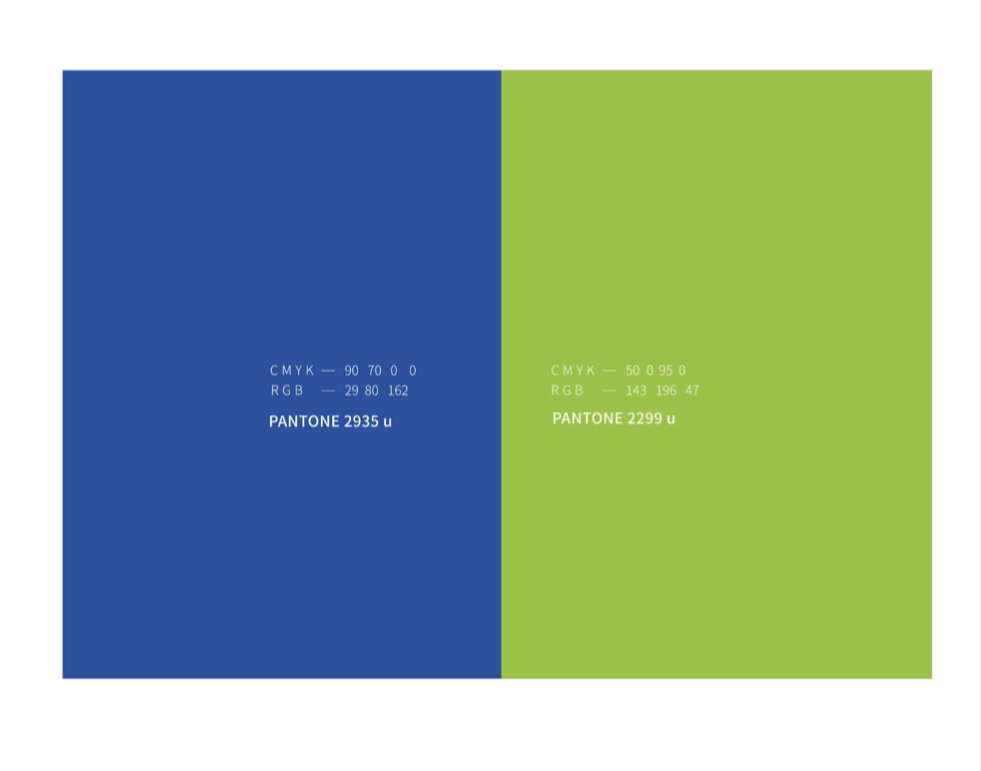 CMYK — 90 70 0 0
RGB — 29 80 162
PANTONE 2935 u
CMYK — 50 0 95 0
RGB — 143 196 47
PANTONE 2299 u